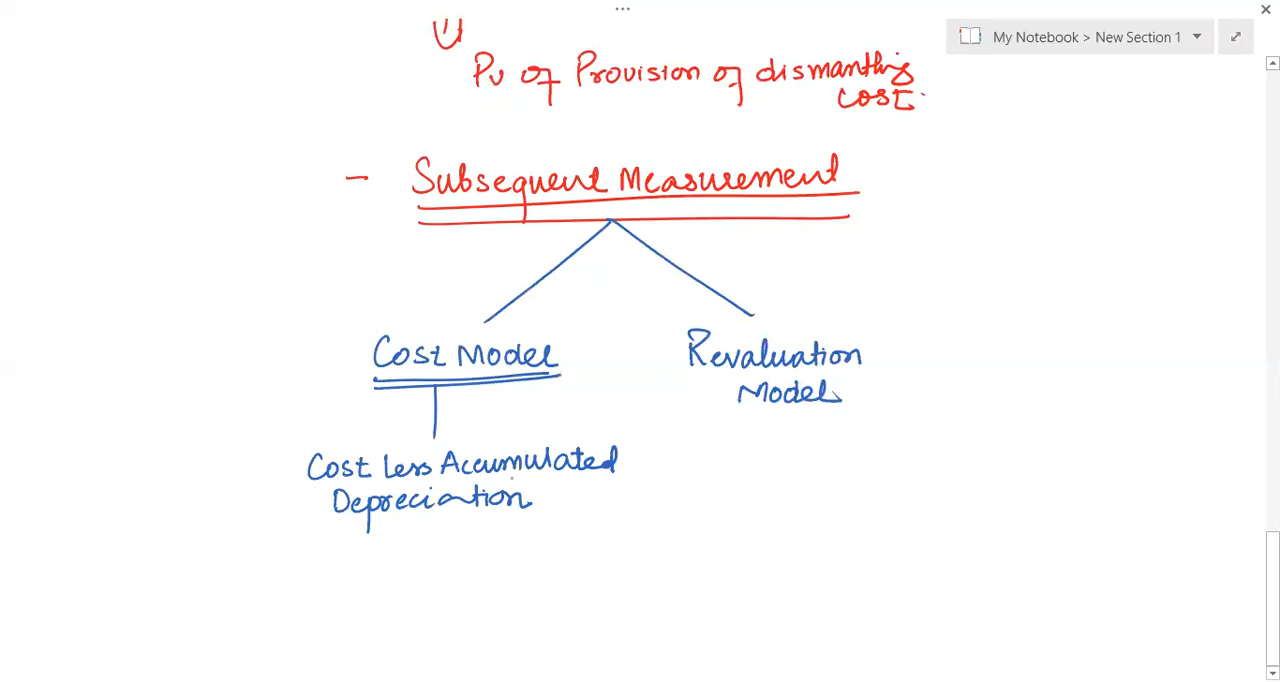 My Notebook > New Section 1
Pv of Provision of dismanthing
cost.
- Subsequent Measurement
Cost Model
Revaluation
Model
Cost Less Accumulated
Depreciation